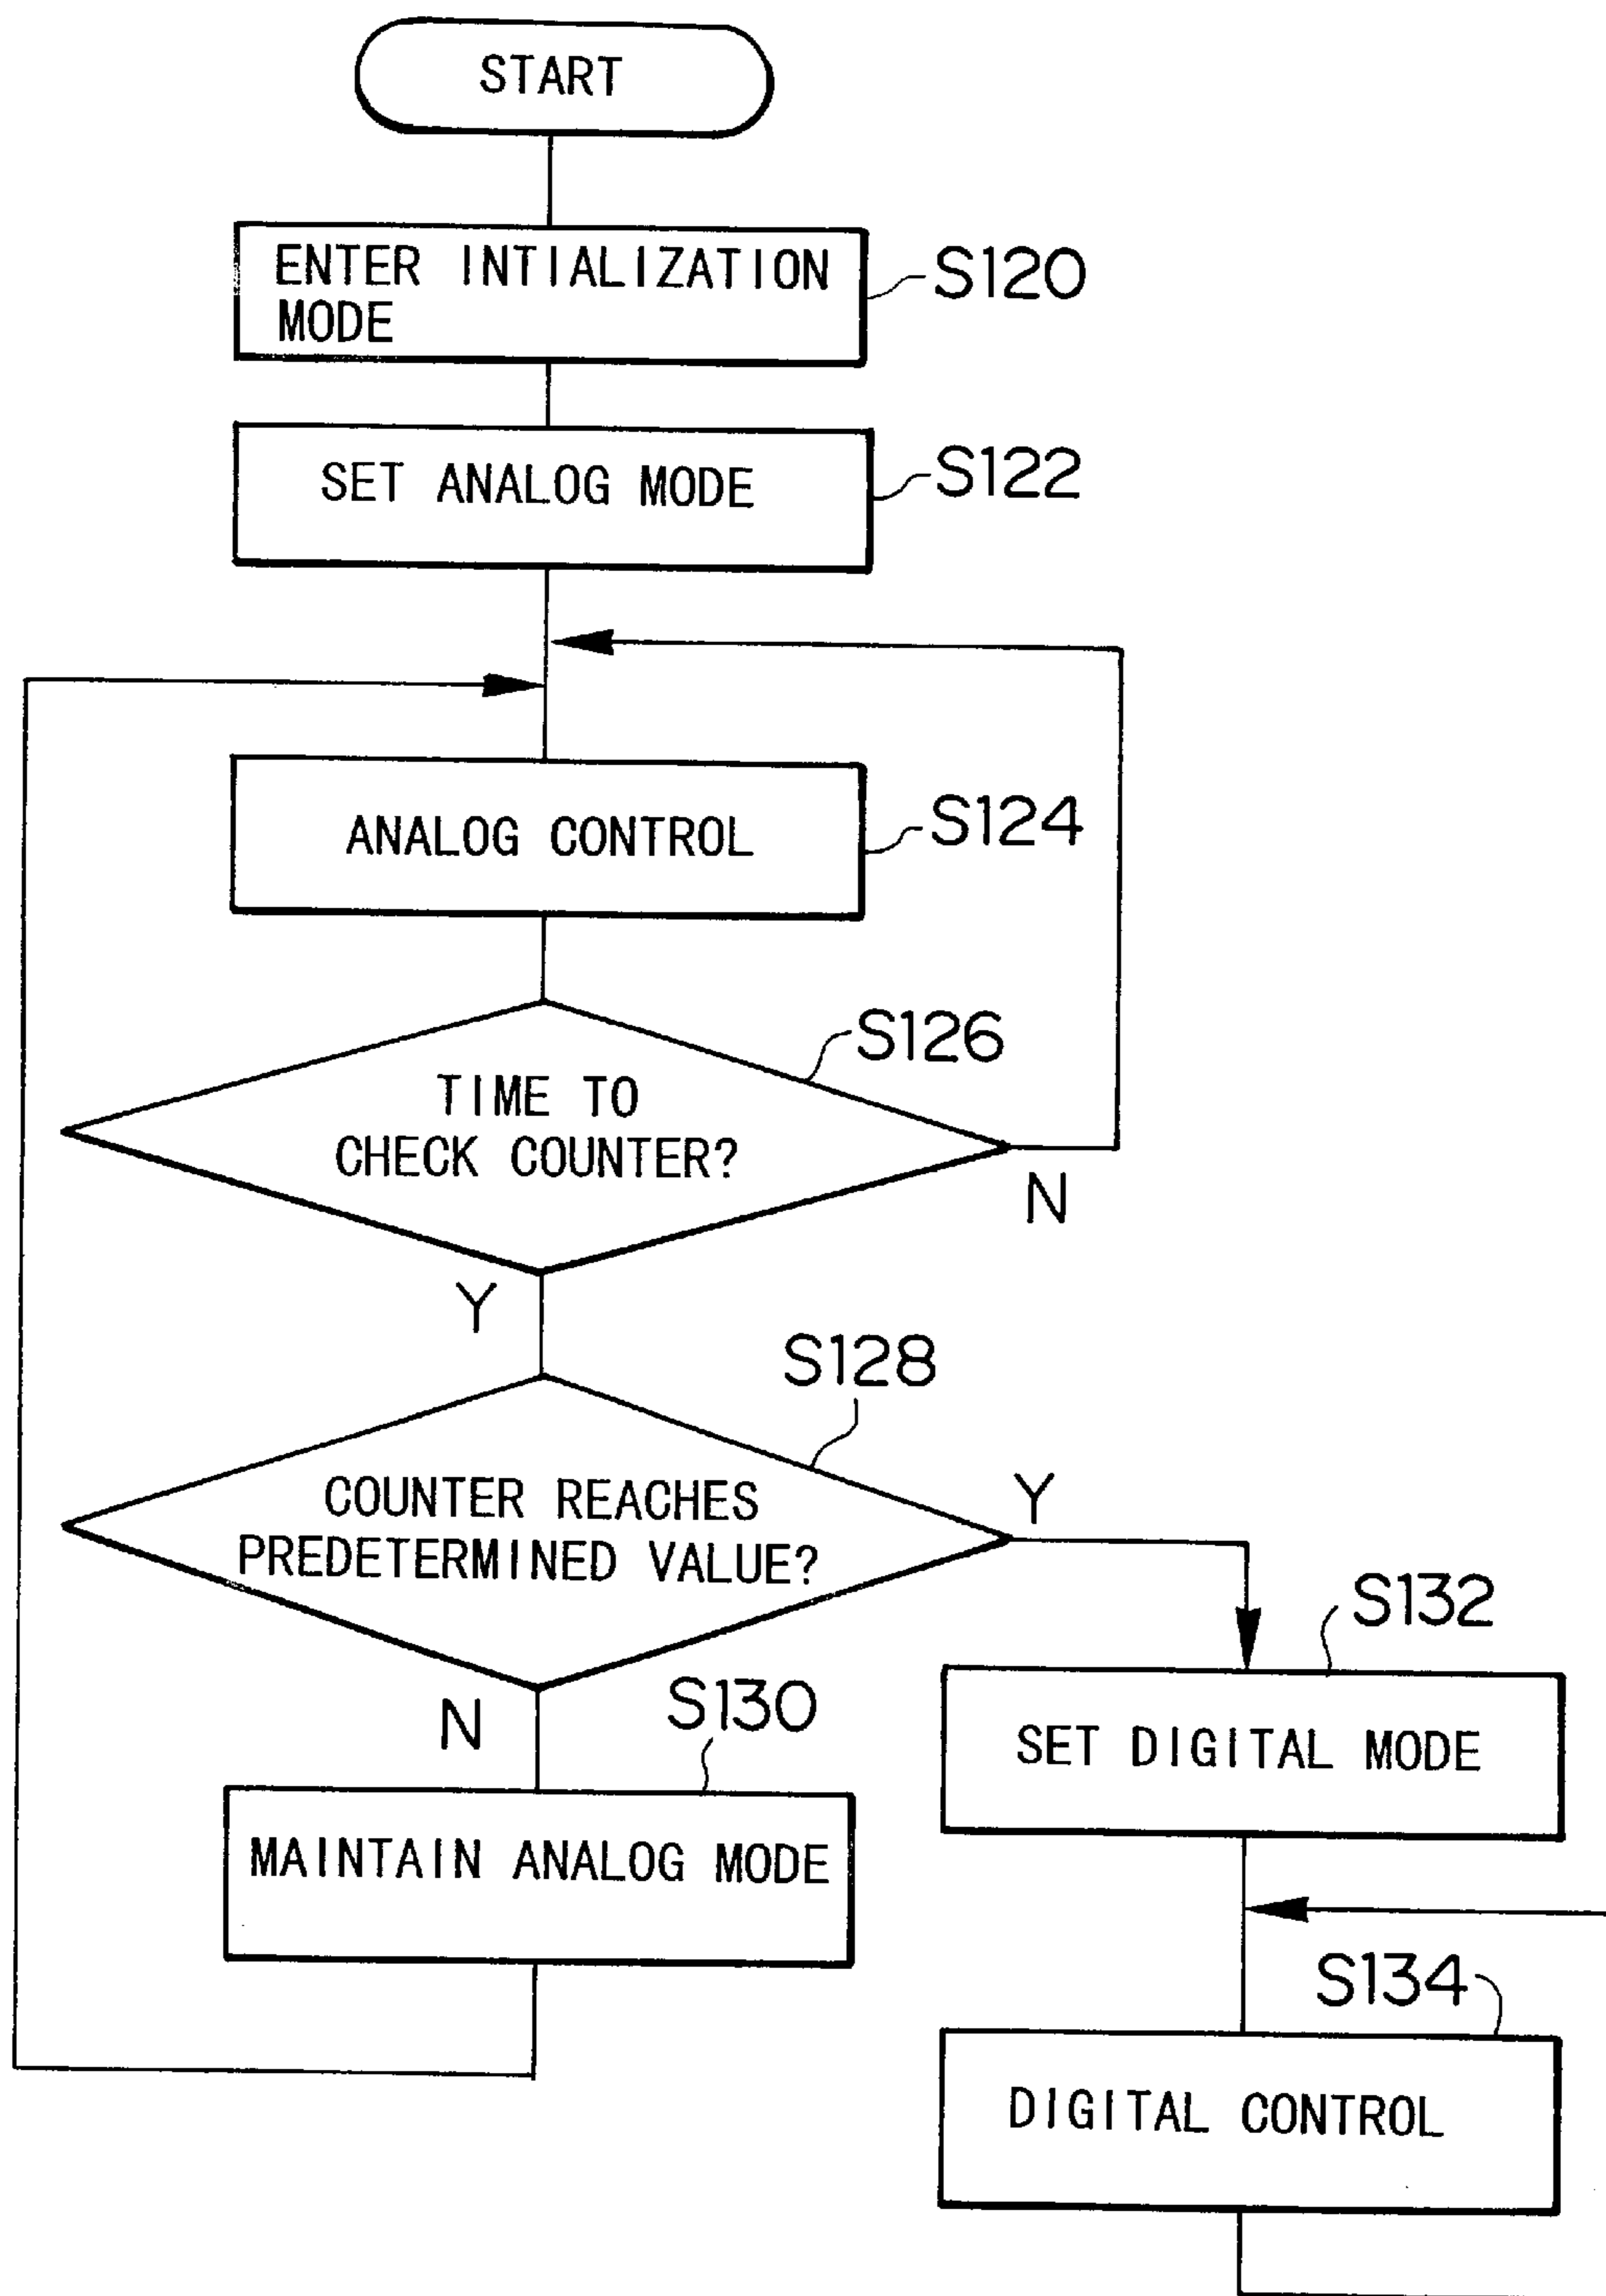 START
ENTER INTIALIZATION
MODE
S120
SET ANALOG MODE
S122
ANALOG CONTROL
S124
S126
TIME TO
CHECK COUNTER?
N
Y
S128
COUNTER REACHES
PREDETERMINED VALUE?
Y
N
S130
MAINTAIN ANALOG MODE
S132
SET DIGITAL MODE
S134
DIGITAL CONTROL